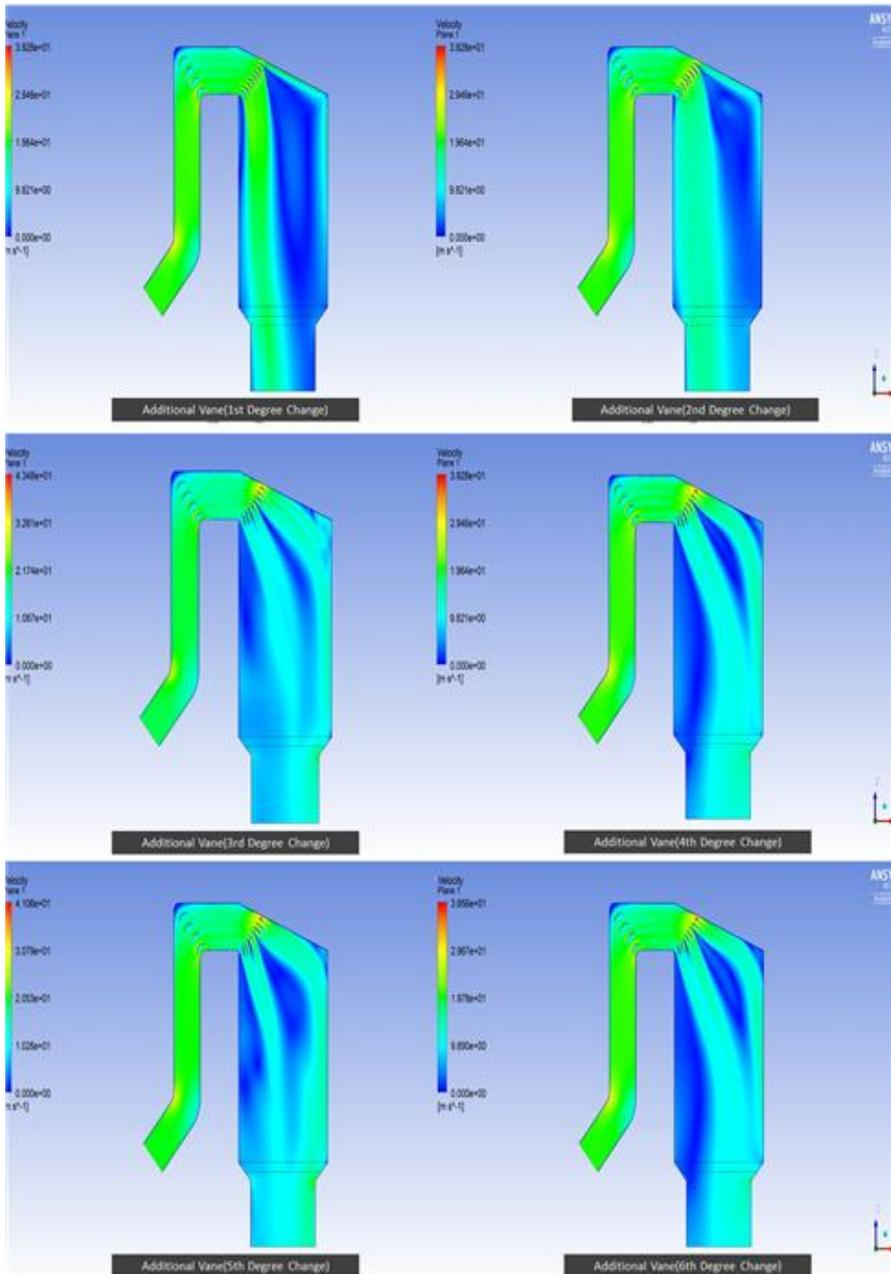 Velocity
Plane 1
3.928e+01
2.946e+01
1.964e+01
9.821e+00
0.000e+00
[m s^-1]
Additional Vane(1st Degree Change)
Velocity
Plane 1
3.928e+01
2.946e+01
1.964e+01
9.821e+00
0.000e+00
[m s^-1]
ANSY
Additional Vane(2nd Degree Change)
Velocity
Plane 1
4.348e+01
3.261e+01
2.174e+01
1.087e+01
0.000e+00
[m s^-1]
Additional Vane(3rd Degree Change)
Velocity
Plane 1
3.928e+01
2.946e+01
1.964e+01
9.821e+00
0.000e+00
[m s^-1]
ANSY
Additional Vane(4th Degree Change)
Velocity
Plane 1
4.106e+01
3.079e+01
2.053e+01
1.026e+01
0.000e+00
[m s^-1]
Additional Vane(5th Degree Change)
Velocity
Plane 1
3.956e+01
2.967e+01
1.978e+01
9.890e+00
0.000e+00
[m s^-1]
ANSY
Additional Vane(6th Degree Change)